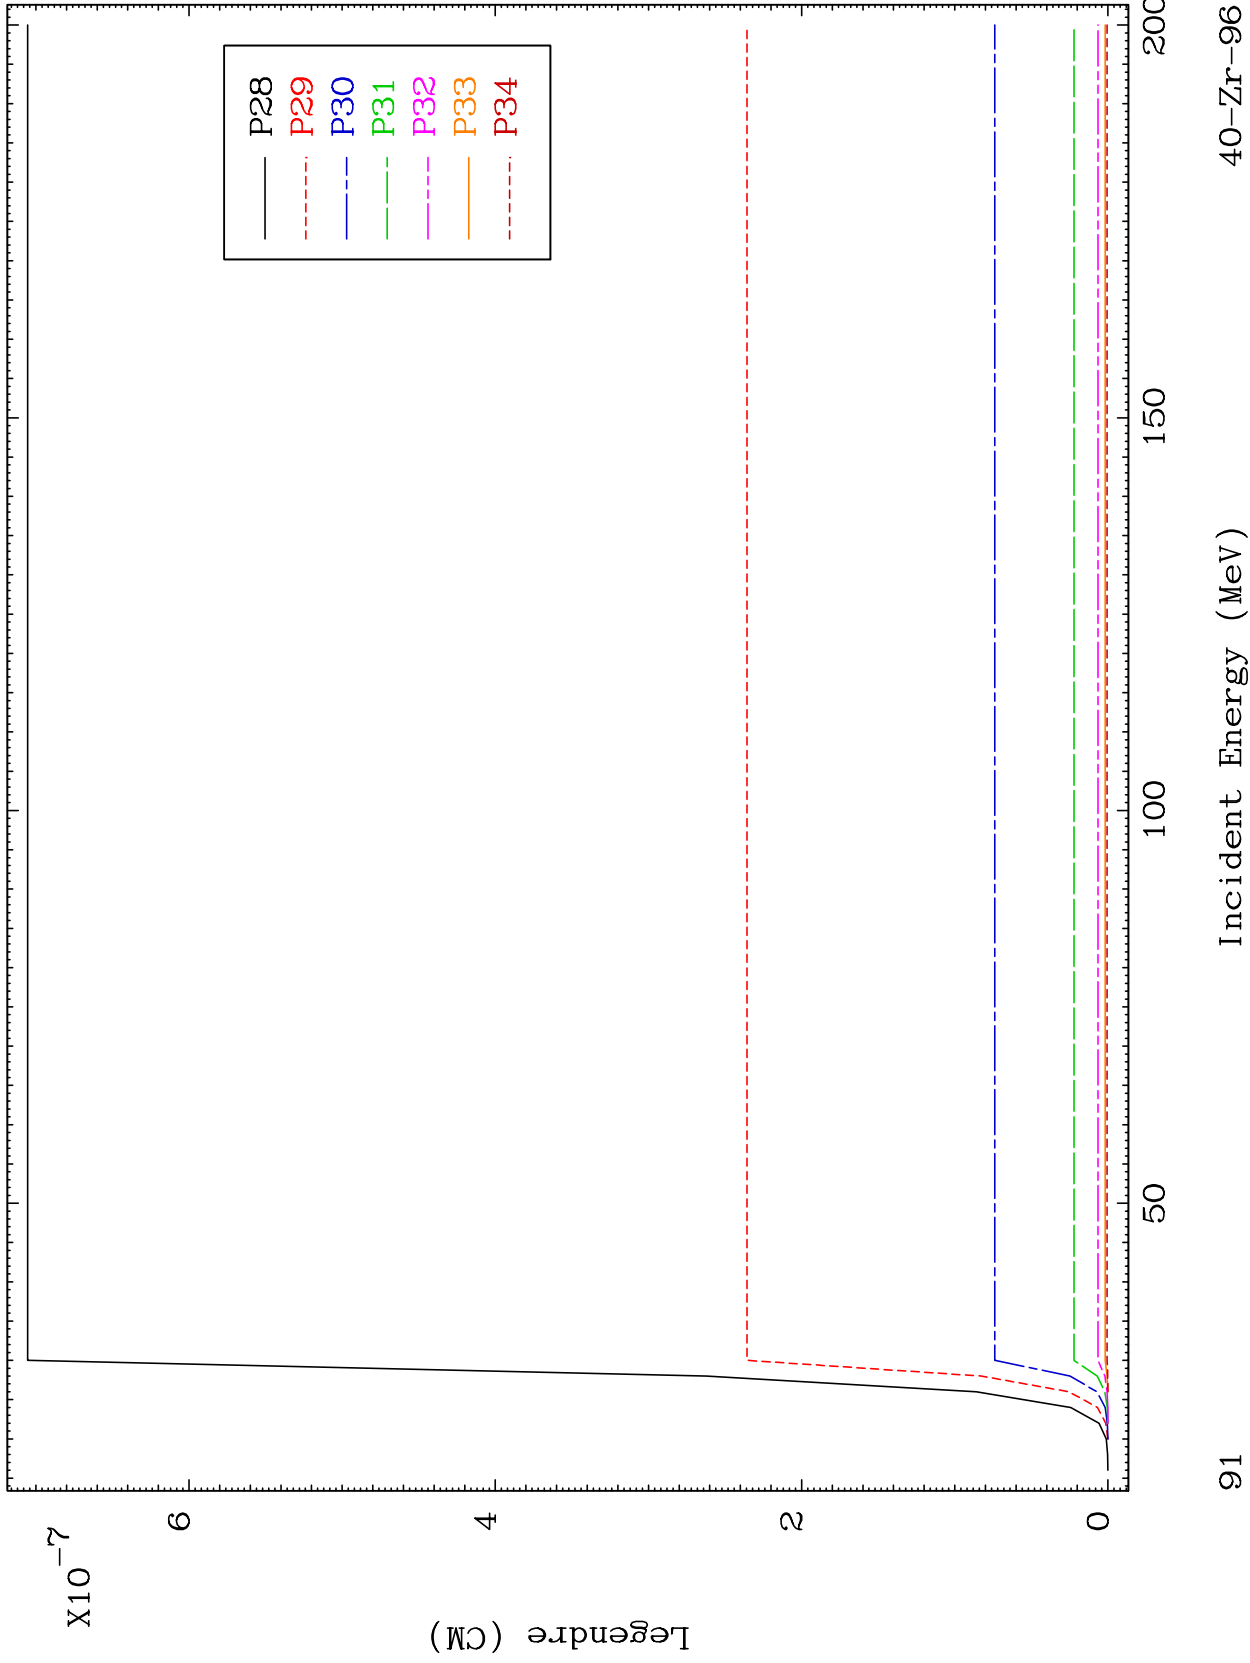 X10-7
6
4
2
0
Legendre (CM)
P28
P29
P30
P31
P32
P33
P34
50
100
150
200
Incident Energy (MeV)
91
40-Zr-96